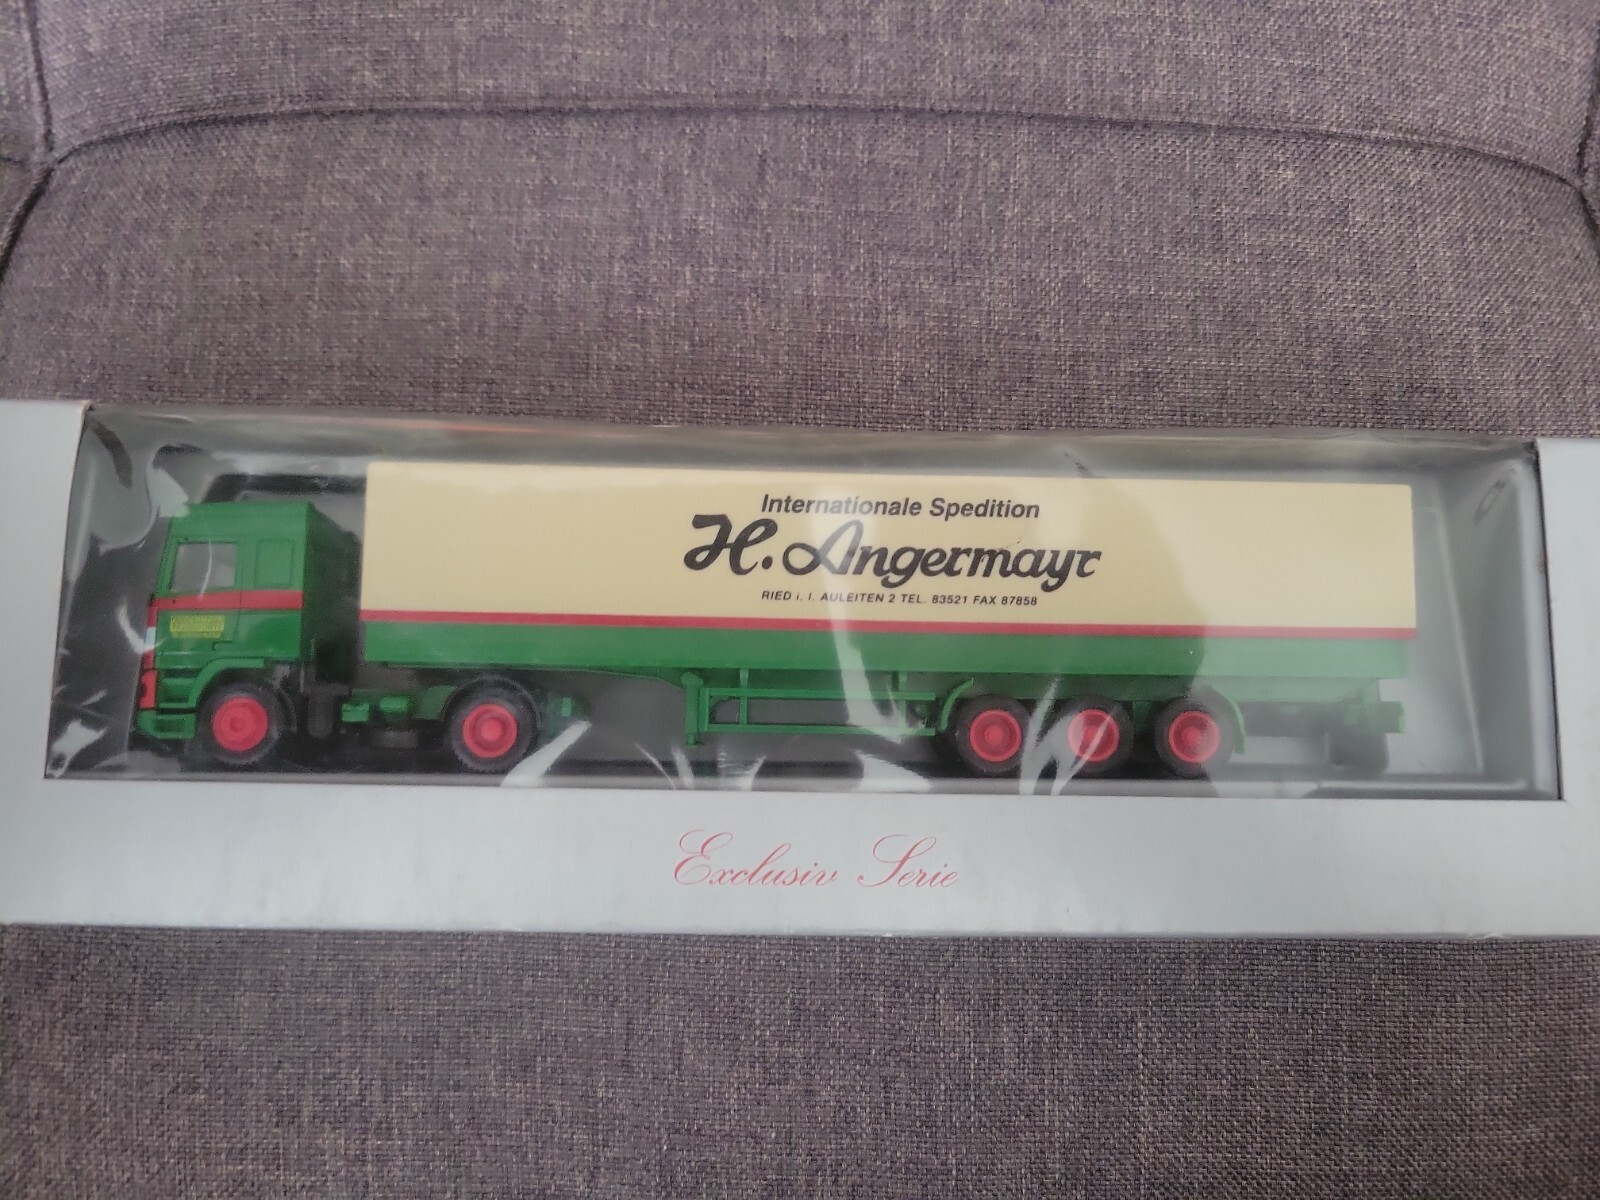 Internationale Spedition
H. Angermayr
RIED i. I. AULEITEN 2 TEL. 83521 FAX 87858
Exclusiv Serie